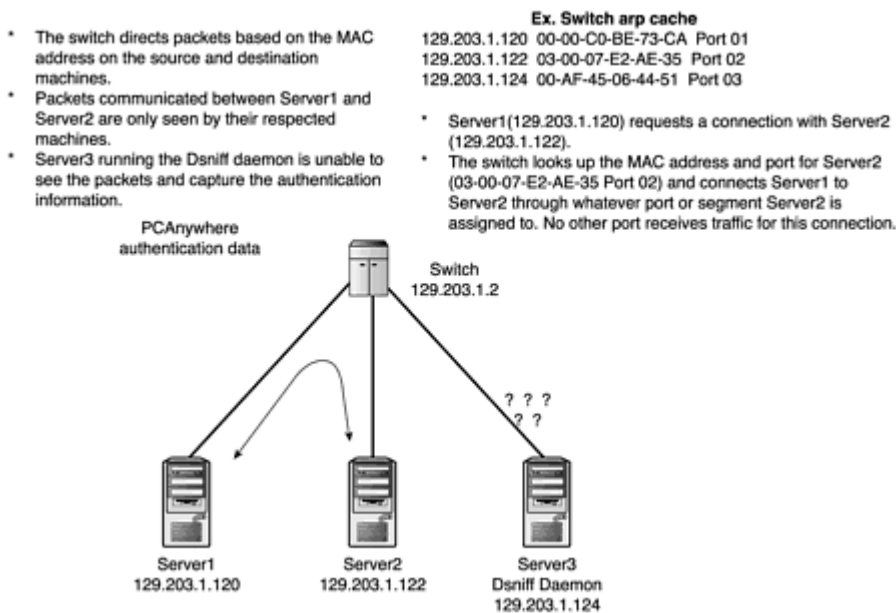 * The switch directs packets based on the MAC
address on the source and destination
machines.
* Packets communicated between Server1 and
Server2 are only seen by their respected
machines.
* Server3 running the Dsniff daemon is unable to
see the packets and capture the authentication
information.
Ex. Switch arp cache
129.203.1.120 00-00-C0-BE-73-CA Port 01
129.203.1.122 03-00-07-E2-AE-35 Port 02
129.203.1.124 00-AF-45-06-44-51 Port 03
* Server1(129.203.1.120) requests a connection with Server2
(129.203.1.122).
* The switch looks up the MAC address and port for Server2
(03-00-07-E2-AE-35 Port 02) and connects Server1 to
Server2 through whatever port or segment Server2 is
assigned to. No other port receives traffic for this connection.
PCAnywhere
authentication data
Switch
129.203.1.2
? ? ?
? ?
Server1
129.203.1.120
Server2
129.203.1.122
Server3
Dsniff Daemon
129.203.1.124